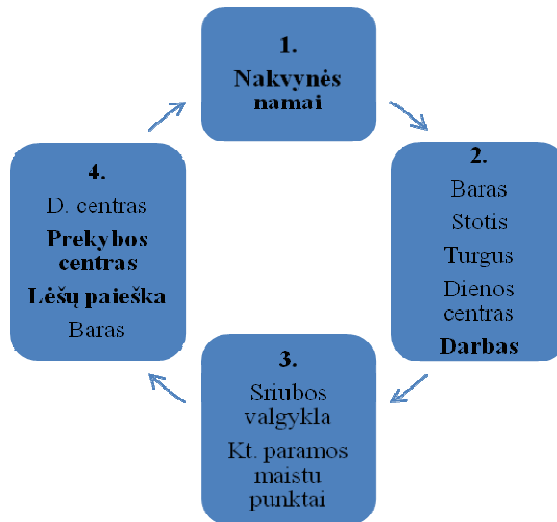 1.
Nakvynės
namai
2.
Baras
Stotis
Turgus
Dienos
centras
Darbas
3.
Sriubos
valgykla
Kt. paramos
maistu
punktai
4.
D. centras
Prekybos
centras
Lėšų paieška
Baras